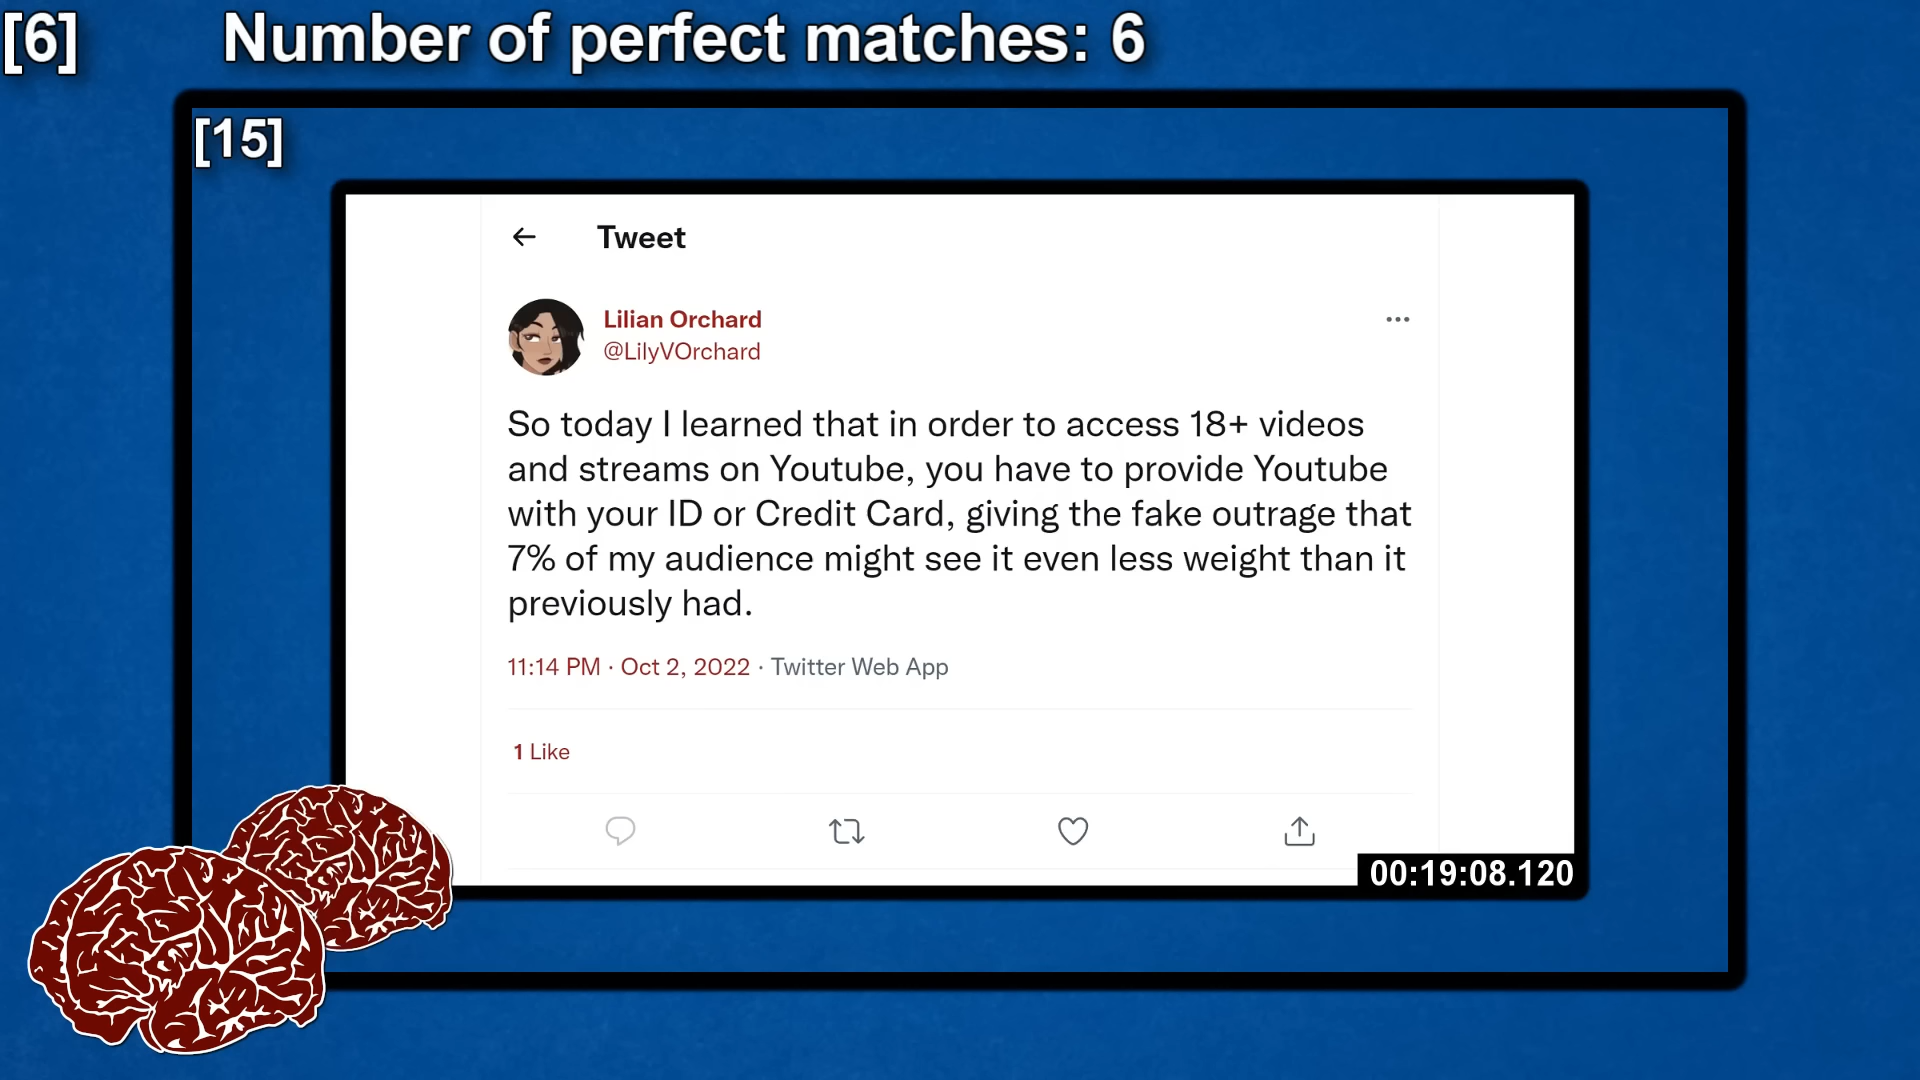 [6] Number of perfect matches: 6
[15]
Tweet
Lilian Orchard
@LilyVOrchard
So today I learned that in order to access 18+ videos
and streams on Youtube, you have to provide Youtube
with your ID or Credit Card, giving the fake outrage that
7% of my audience might see it even less weight than it
previously had.
11:14 PM · Oct 2, 2022 · Twitter Web App
1 Like
00:19:08.120